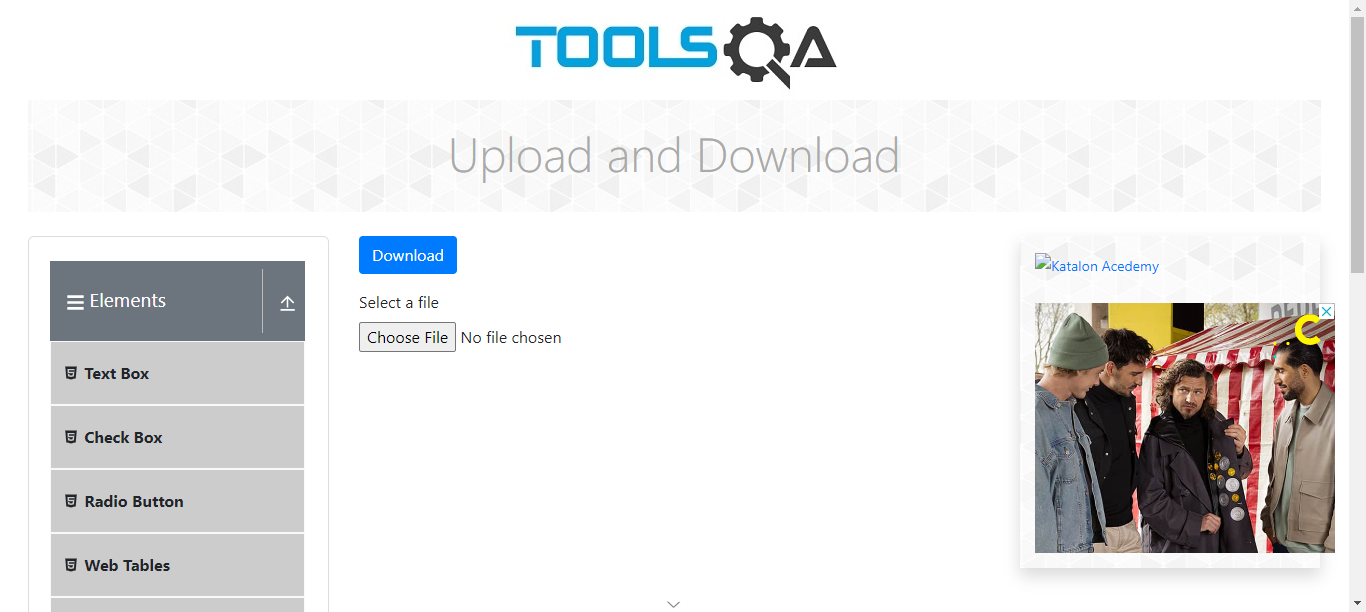 TOOLSQA
Upload and Download
Elements
Text Box
Check Box
Radio Button
Web Tables
Download
Select a file
Choose File No file chosen
Katalon Acedemy